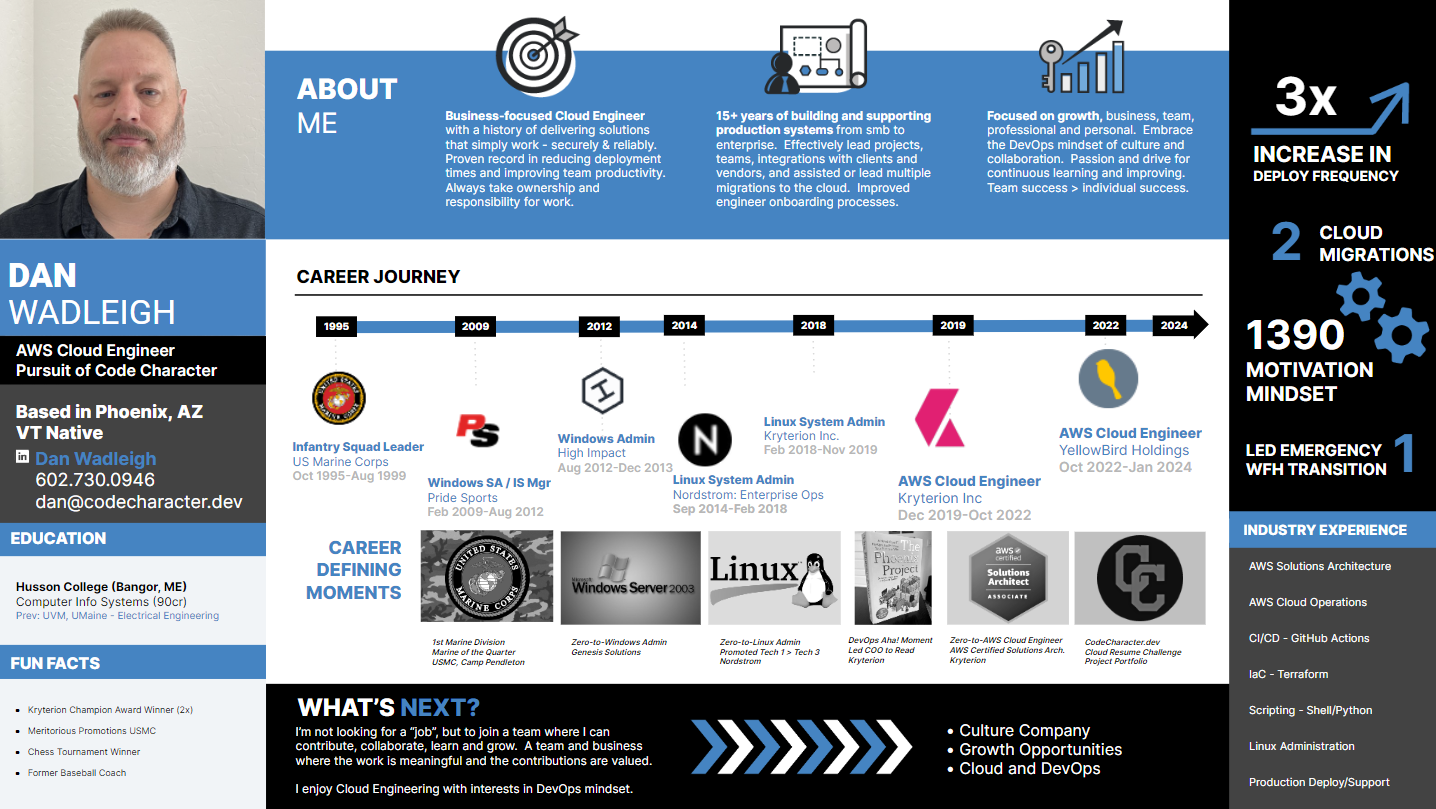 ABOUT
ME
Business-focused Cloud Engineer
with a history of delivering solutions
that simply work - securely & reliably.
Proven record in reducing deployment
times and improving team productivity.
Always take ownership and
responsibility for work.
15+ years of building and supporting
production systems from smb to
enterprise. Effectively lead projects,
teams, integrations with clients and
vendors, and assisted or lead multiple
migrations to the cloud. Improved
engineer onboarding processes.
Focused on growth, business, team,
professional and personal. Embrace
the DevOps mindset of culture and
collaboration. Passion and drive for
continuous learning and improving.
Team success > individual success.
DAN
WADLEIGH
AWS Cloud Engineer
Pursuit of Code Character
Based in Phoenix, AZ
VT Native
in Dan Wadleigh
602.730.0946
dan@codecharacter.dev
EDUCATION
Husson College (Bangor, ME)
Computer Info Systems (90cr)
Prev: UVM, UMaine - Electrical Engineering
FUN FACTS
• Kryterion Champion Award Winner (2x)
• Meritorious Promotions USMC
• Chess Tournament Winner
• Former Baseball Coach
CAREER JOURNEY
1995
2009
2012
2014
2018
2019
2022
2024
UNITED STATES
MARINE CORPS
Infantry Squad Leader
US Marine Corps
Oct 1995-Aug 1999
PS
Windows SA / IS Mgr
Pride Sports
Feb 2009-Aug 2012
H
Windows Admin
High Impact
Aug 2012-Dec 2013
N
Linux System Admin
Nordstrom: Enterprise Ops
Sep 2014-Feb 2018
Linux System Admin
Kryterion Inc.
Feb 2018-Nov 2019
AWS Cloud Engineer
Kryterion Inc
Dec 2019-Oct 2022
AWS Cloud Engineer
YellowBird Holdings
Oct 2022-Jan 2024
CAREER
DEFINING
MOMENTS
UNITED STATES
MARINE CORPS
1st Marine Division
Marine of the Quarter
USMC, Camp Pendleton
Microsoft
Windows Server 2003
Zero-to-Windows Admin
Genesis Solutions
Linux
Zero-to-Linux Admin
Promoted Tech 1 > Tech 3
Nordstrom
The
Phoenix
Project
DevOps Aha! Moment
Led COO to Read
Kryterion
aws
certified
Solutions
Architect
ASSOCIATE
Zero-to-AWS Cloud Engineer
AWS Certified Solutions Arch.
Kryterion
CC
CodeCharacter.dev
Cloud Resume Challenge
Project Portfolio
WHAT'S NEXT?
I'm not looking for a “job”, but to join a team where I can
contribute, collaborate, learn and grow. A team and business
where the work is meaningful and the contributions are valued.
I enjoy Cloud Engineering with interests in DevOps mindset.
• Culture Company
• Growth Opportunities
• Cloud and DevOps
3x
INCREASE IN
DEPLOY FREQUENCY
2 CLOUD
MIGRATIONS
1390
MOTIVATION
MINDSET
LED EMERGENCY
WFH TRANSITION 1
INDUSTRY EXPERIENCE
AWS Solutions Architecture
AWS Cloud Operations
CI/CD - GitHub Actions
IaC - Terraform
Scripting - Shell/Python
Linux Administration
Production Deploy/Support